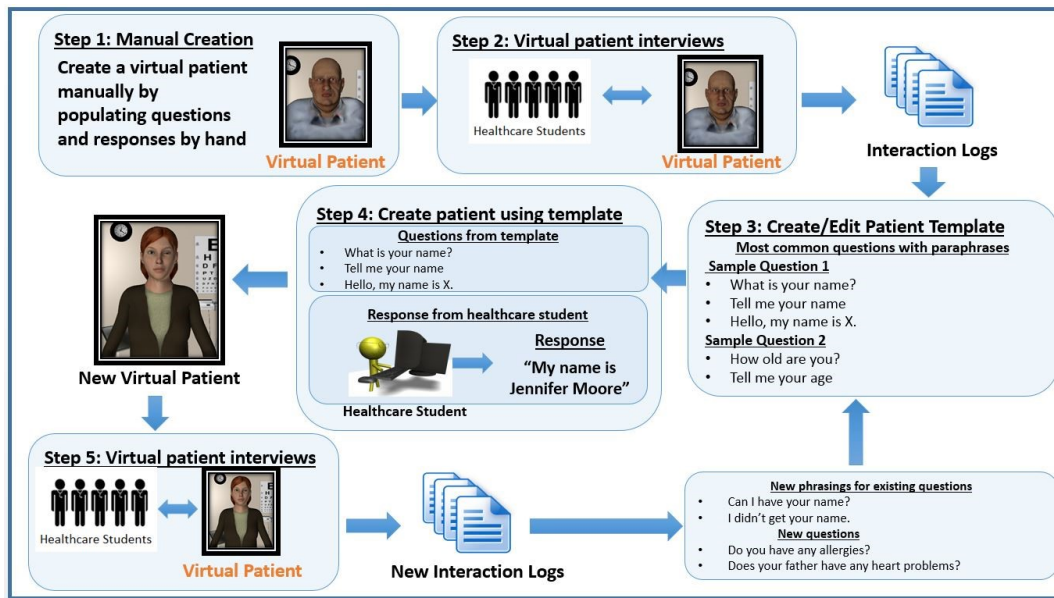 Step 1: Manual Creation
Create a virtual patient
manually by
populating questions
and responses by hand
Virtual Patient
Step 2: Virtual patient interviews
Healthcare Students
Virtual Patient
Interaction Logs
Step 3: Create/Edit Patient Template
Most common questions with paraphrases
Sample Question 1
• What is your name?
• Tell me your name
• Hello, my name is X.
Sample Question 2
• How old are you?
• Tell me your age
Step 4: Create patient using template
Questions from template
• What is your name?
• Tell me your name
• Hello, my name is X.
Response from healthcare student
Healthcare Student
Response
“My name is
Jennifer Moore”
New Virtual Patient
Step 5: Virtual patient interviews
Healthcare Students
Virtual Patient
New Interaction Logs
New phrasings for existing questions
• Can I have your name?
• I didn’t get your name.
New questions
• Do you have any allergies?
• Does your father have any heart problems?